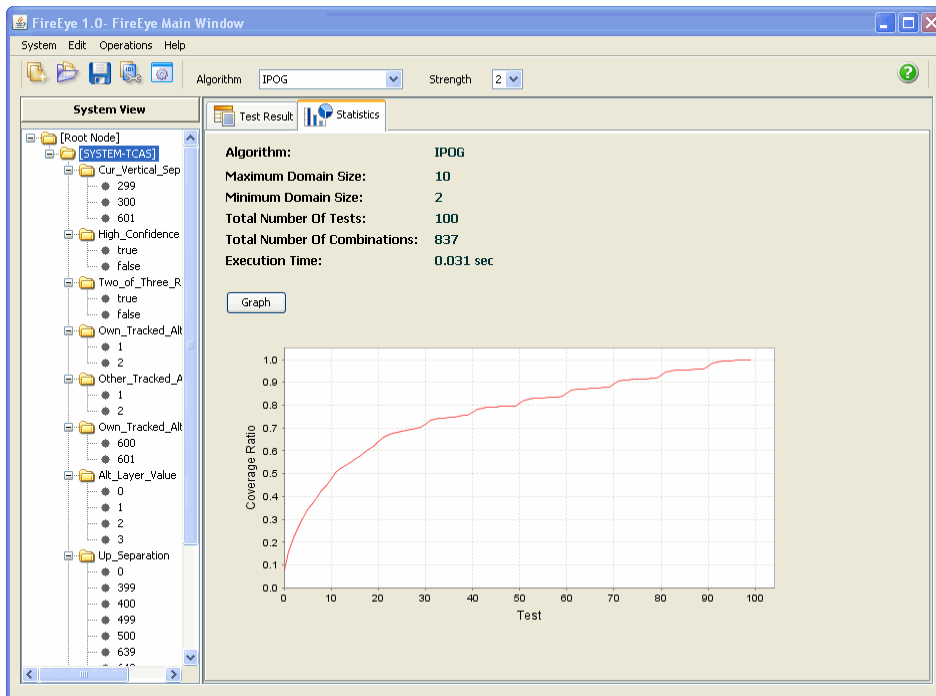 FireEye 1.0- FireEye Main Window
System Edit Operations Help
Algorithm IPOG Strength 2
System View
[Root Node]
[SYSTEM-TCAS]
Cur_Vertical_Sep
299
300
601
High_Confidence
true
false
Two_of_Three_R
true
false
Own_Tracked_Alt
1
2
Other_Tracked_A
1
2
Own_Tracked_Alt
600
601
Alt_Layer_Value
0
1
2
3
Up_Separation
0
399
400
499
500
639
Test Result Statistics
Algorithm: IPOG
Maximum Domain Size: 10
Minimum Domain Size: 2
Total Number Of Tests: 100
Total Number Of Combinations: 837
Execution Time: 0.031 sec
Graph
Coverage Ratio
1.0
0.9
0.8
0.7
0.6
0.5
0.4
0.3
0.2
0.1
0.0
0 10 20 30 40 50 60 70 80 90 100
Test